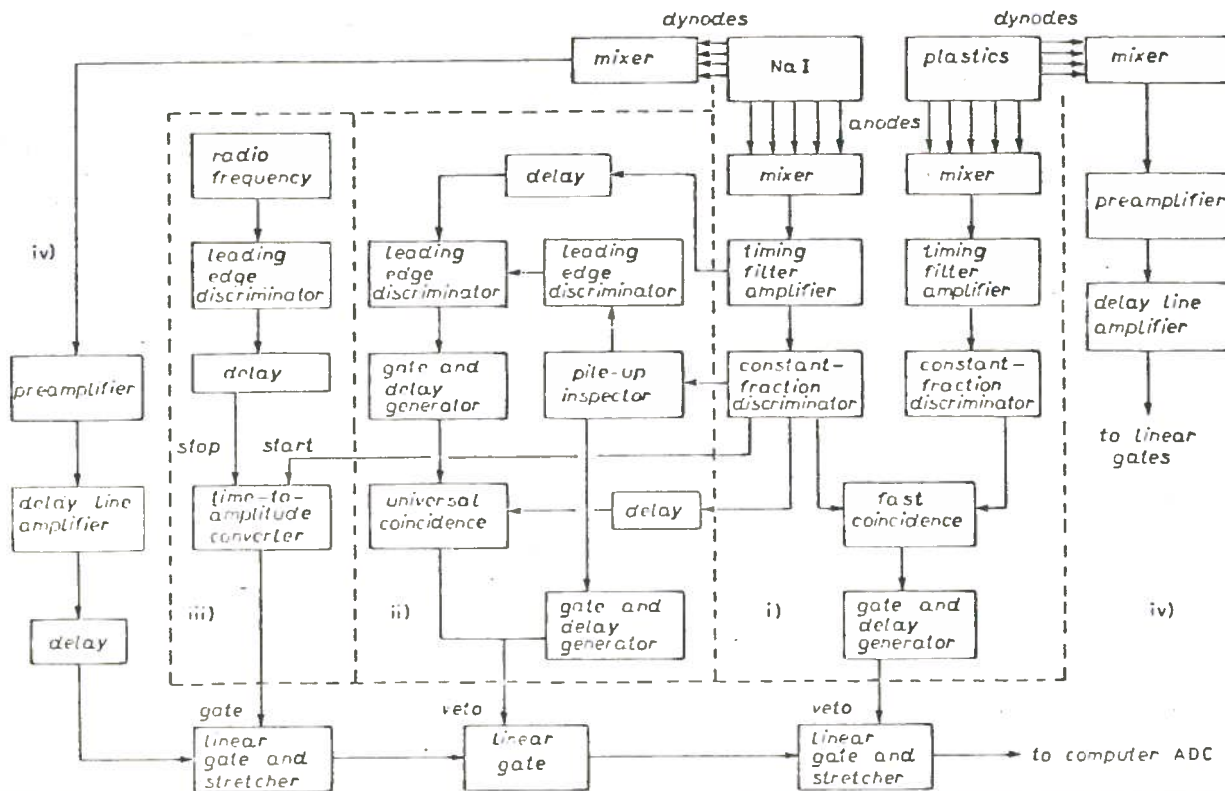 dynodes
dynodes
mixer
NaI
plastics
mixer
anodes
radio
frequency
delay
mixer
mixer
preamplifier
iv)
leading
edge
discriminator
leading
edge
discriminator
leading
edge
discriminator
timing
filter
amplifier
timing
filter
amplifier
delay line
amplifier
preamplifier
delay
gate and
delay
generator
pile-up
inspector
constant-
fraction
discriminator
constant-
fraction
discriminator
to linear
gates
stop
start
delay line
amplifier
time-to-
amplitude
converter
universal
coincidence
delay
fast
coincidence
delay
iii)
ii)
gate and
delay
generator
i)
gate and
delay
generator
iv)
gate
veto
veto
linear
gate and
stretcher
linear
gate
linear
gate and
stretcher
to computer ADC